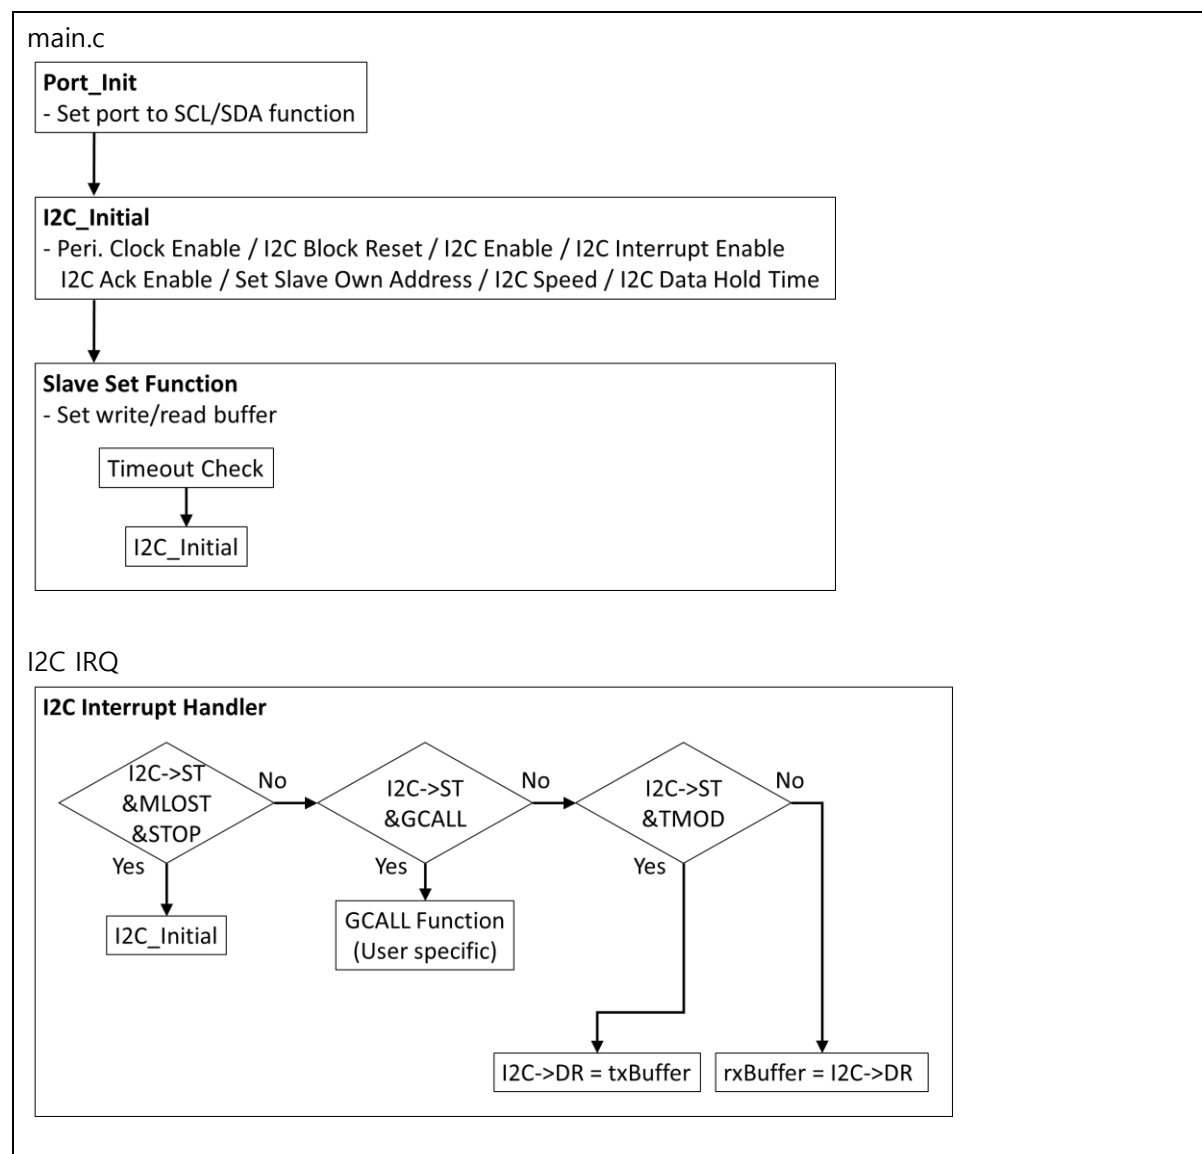 main.c
Port_Init
- Set port to SCL/SDA function
I2C_Initial
- Peri. Clock Enable / I2C Block Reset / I2C Enable / I2C Interrupt Enable
I2C Ack Enable / Set Slave Own Address / I2C Speed / I2C Data Hold Time
Slave Set Function
- Set write/read buffer
Timeout Check
I2C_Initial
I2C IRQ
I2C Interrupt Handler
I2C->ST
&MLOST
&STOP
No
Yes
I2C_Initial
I2C->ST
&GCALL
No
Yes
GCALL Function
(User specific)
I2C->ST
&TMOD
No
Yes
I2C->DR = txBuffer
rxBuffer = I2C->DR